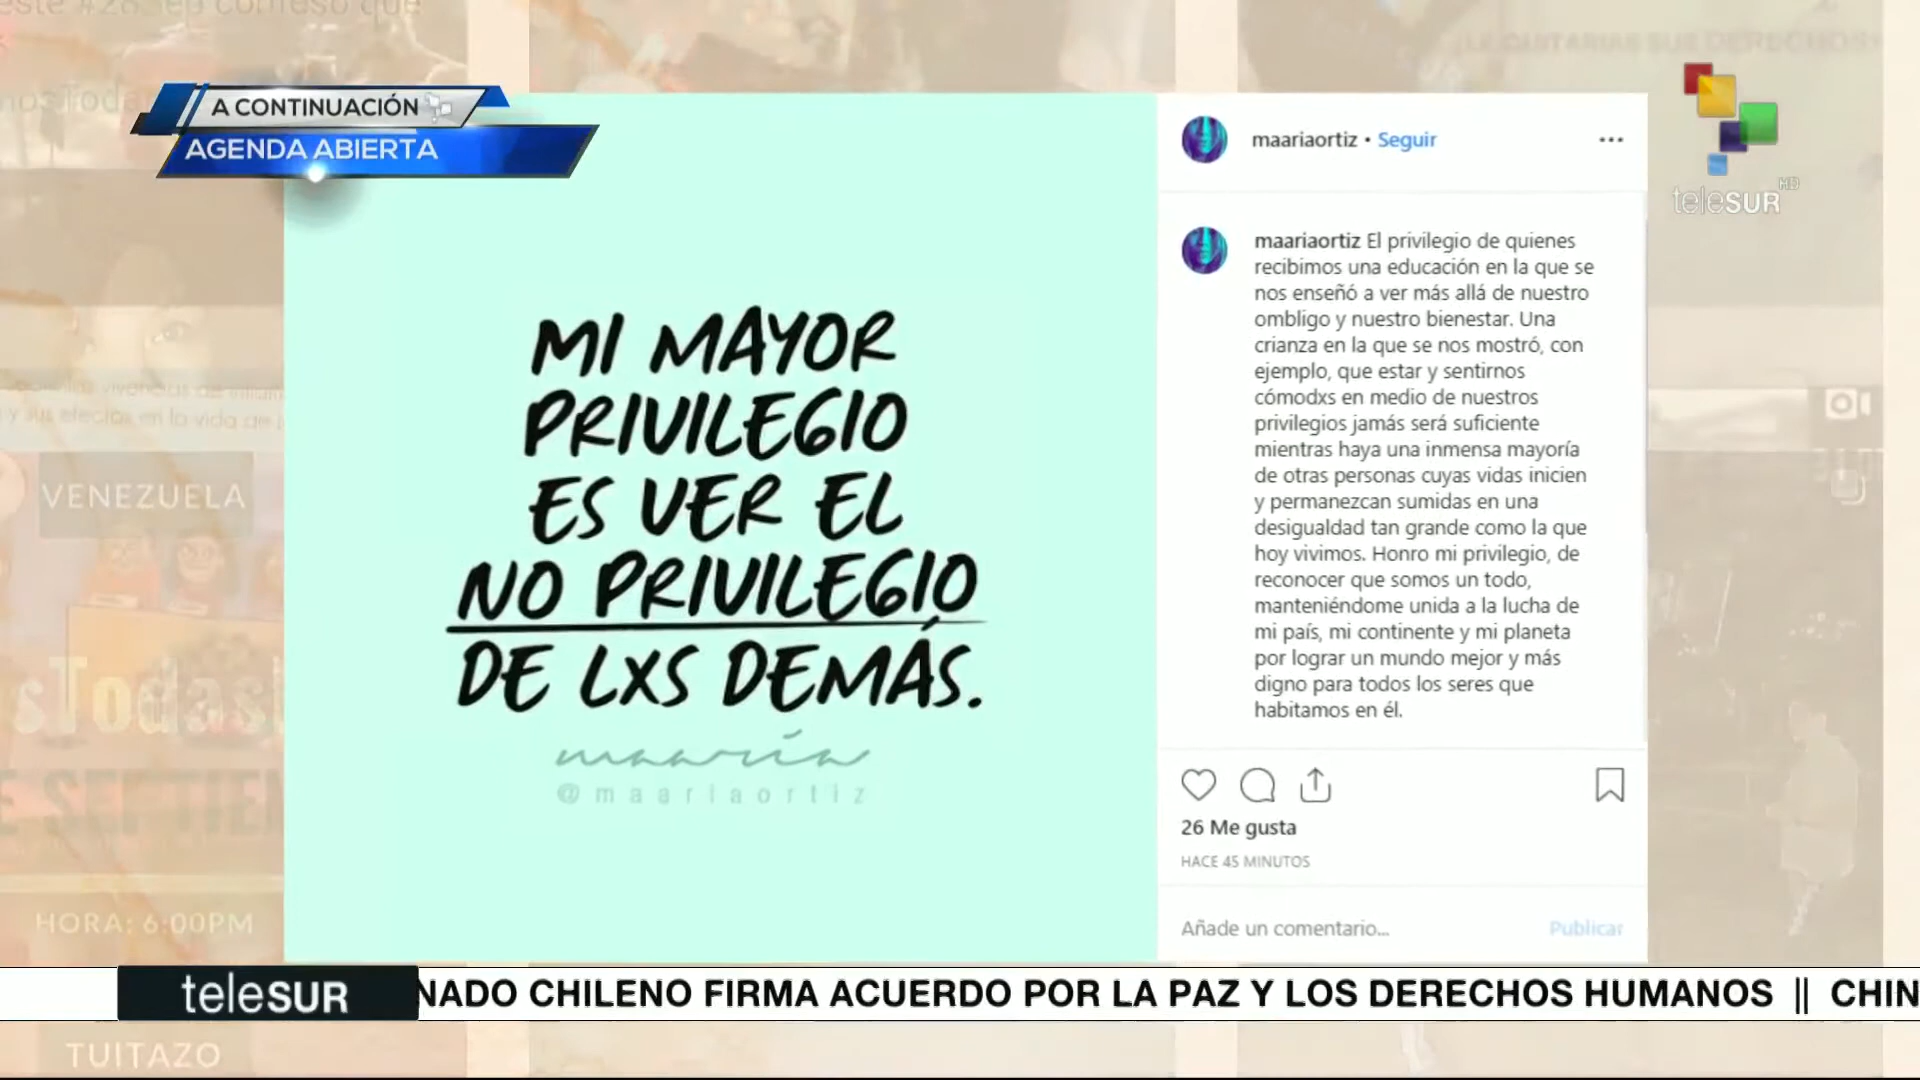 A CONTINUACIÓN
AGENDA ABIERTA
teleSUR HD
MI MAYOR
PRIVILEGIO
ES VER EL
NO PRIVILEGIO
DE LXS DEMÁS.
maaría
@maariaortiz
maariaortiz • Seguir
maariaortiz El privilegio de quienes
recibimos una educación en la que se
nos enseñó a ver más allá de nuestro
ombligo y nuestro bienestar. Una
crianza en la que se nos mostró, con
ejemplo, que estar y sentirnos
cómodxs en medio de nuestros
privilegios jamás será suficiente
mientras haya una inmensa mayoría
de otras personas cuyas vidas inicien
y permanezcan sumidas en una
desigualdad tan grande como la que
hoy vivimos. Honro mi privilegio, de
reconocer que somos un todo,
manteniéndome unida a la lucha de
mi país, mi continente y mi planeta
por lograr un mundo mejor y más
digno para todos los seres que
habitamos en él.
26 Me gusta
HACE 45 MINUTOS
Añade un comentario...
Publicar
VENEZUELA
HORA: 6:00PM
TUITAZO
teleSUR
NADO CHILENO FIRMA ACUERDO POR LA PAZ Y LOS DERECHOS HUMANOS || CHIN